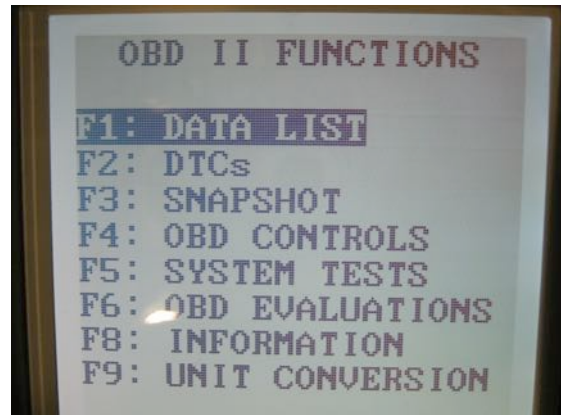 OBD II FUNCTIONS
F1: DATA LIST
F2: DTCs
F3: SNAPSHOT
F4: OBD CONTROLS
F5: SYSTEM TESTS
F6: OBD EVALUATIONS
F8: INFORMATION
F9: UNIT CONVERSION